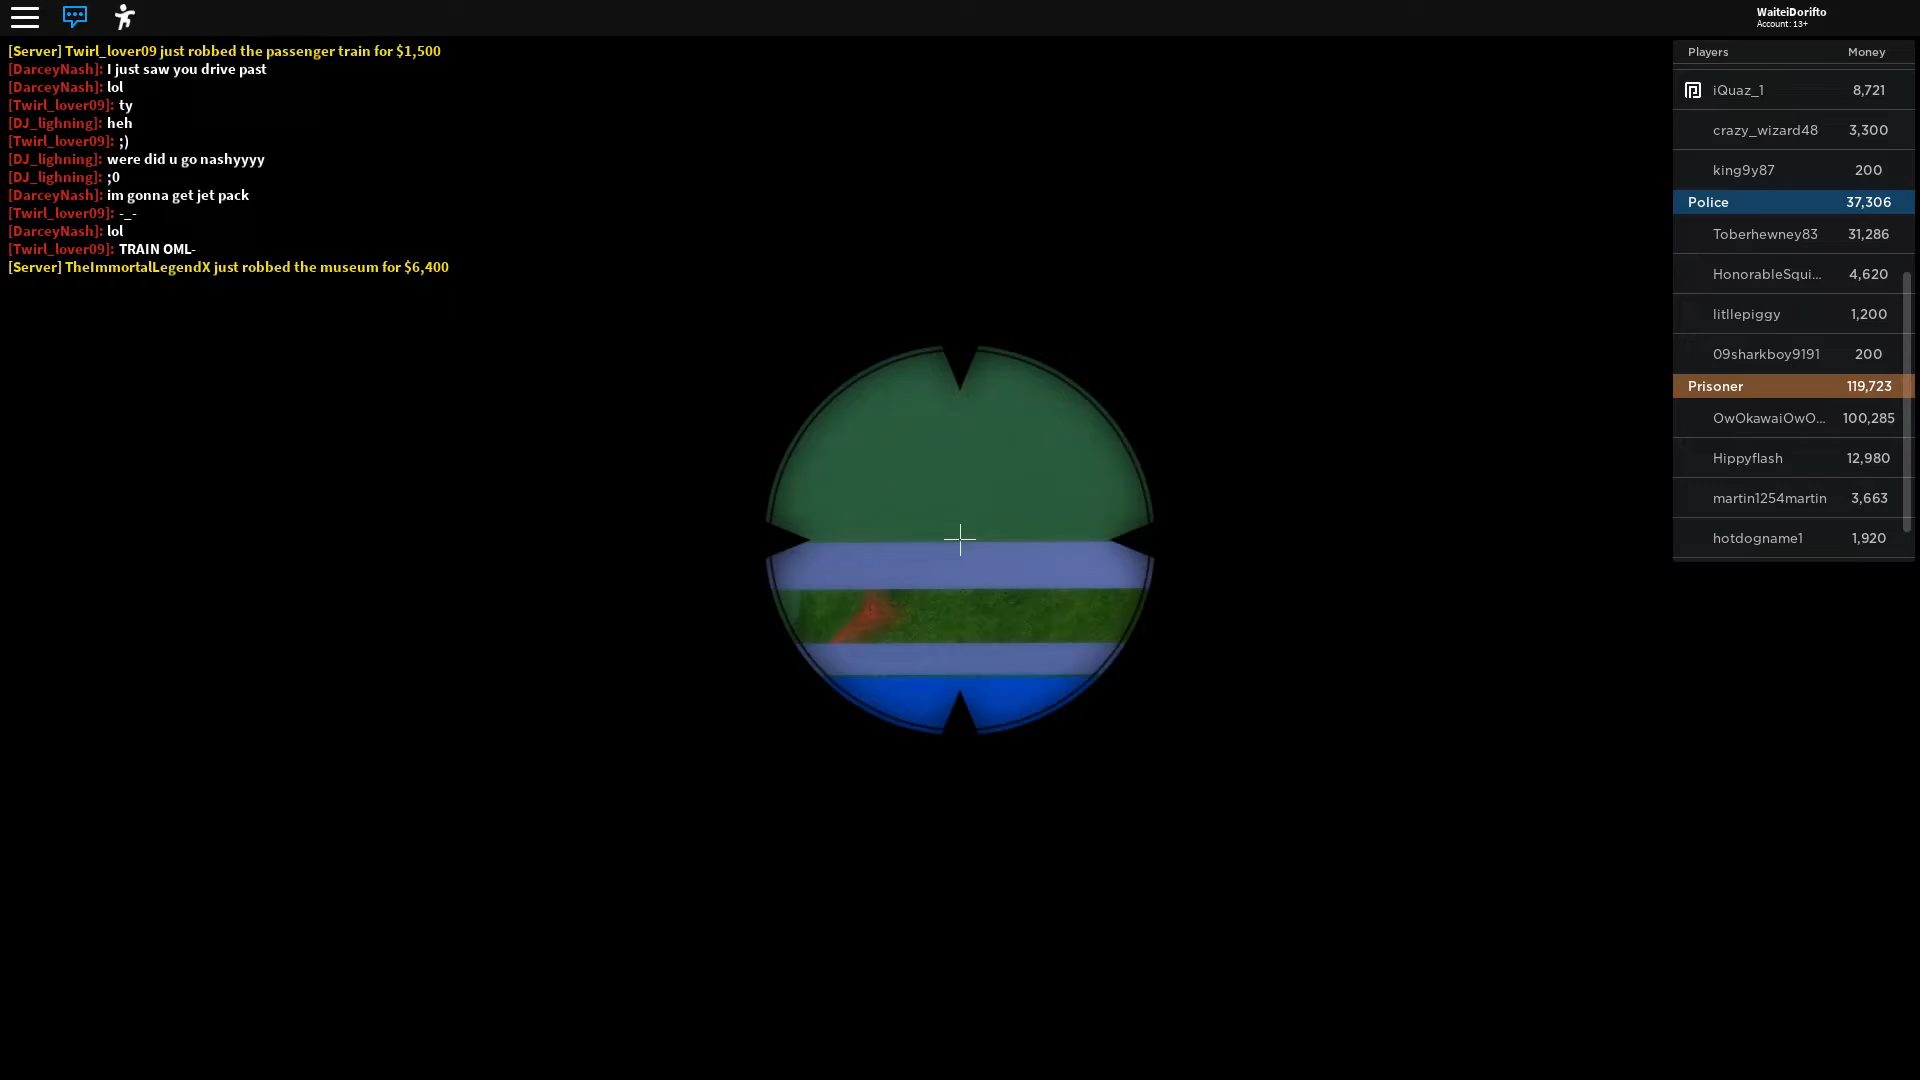 WaiteiDorifto
Account: 13+
[Server] Twirl_lover09 just robbed the passenger train for $1,500
[DarceyNash]: I just saw you drive past
[DarceyNash]: lol
[Twirl_lover09]: ty
[DJ_lighning]: heh
[Twirl_lover09]: ;)
[DJ_lighning]: were did u go nashyyyy
[DJ_lighning]: ;0
[DarceyNash]: im gonna get jet pack
[Twirl_lover09]: -_-
[DarceyNash]: lol
[Twirl_lover09]: TRAIN OML-
[Server] TheImmortalLegendX just robbed the museum for $6,400
Players Money
iQuaz_1 8,721
crazy_wizard48 3,300
king9y87 200
Police 37,306
Toberhewney83 31,286
HonorableSqui... 4,620
litllepiggy 1,200
09sharkboy9191 200
Prisoner 119,723
OwOkawaiOwO... 100,285
Hippyflash 12,980
martin1254martin 3,663
hotdogname1 1,920